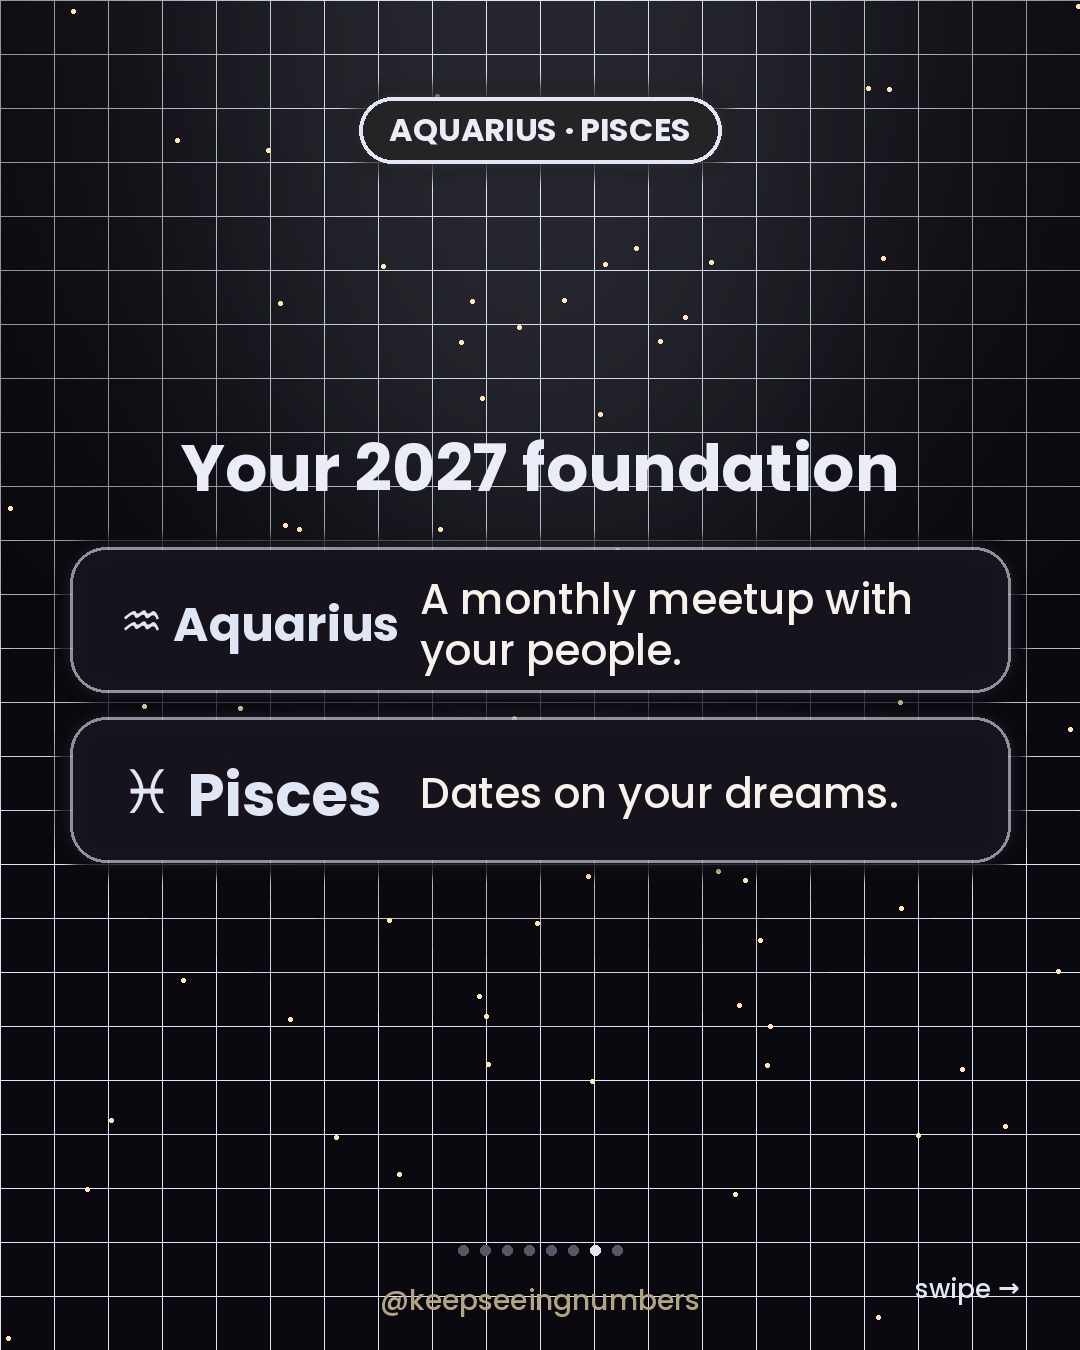 AQUARIUS · PISCES
Your 2027 foundation
♒ Aquarius
A monthly meetup with
your people.
♓ Pisces
Dates on your dreams.
@keepseeingnumbers
swipe →